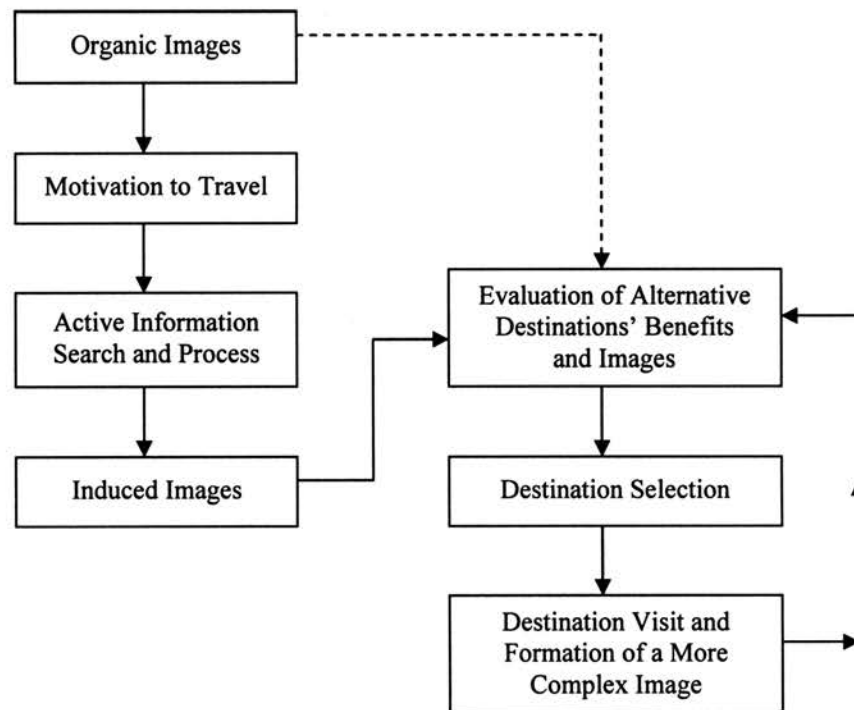 Organic Images
Motivation to Travel
Active Information
Search and Process
Induced Images
Evaluation of Alternative
Destinations’ Benefits
and Images
Destination Selection
Destination Visit and
Formation of a More
Complex Image